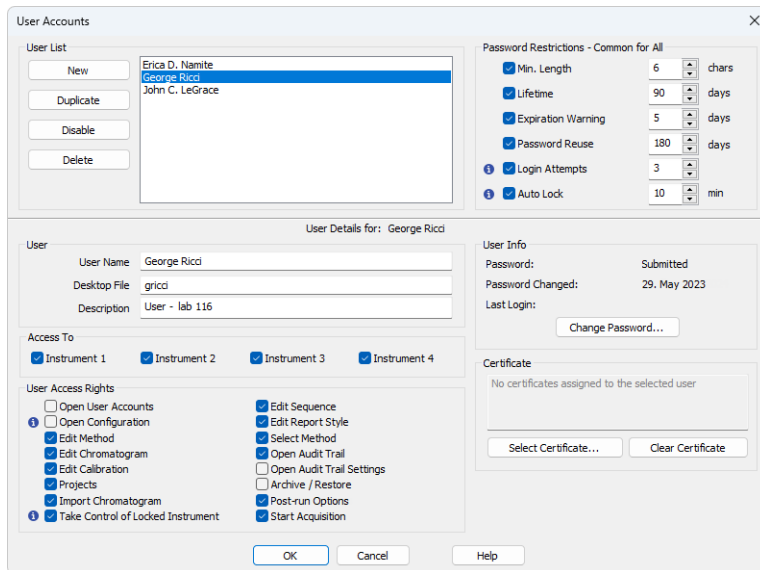 User Accounts
User List
New
Duplicate
Disable
Delete
Erica D. Namite
George Ricci
John C. LeGrace
Password Restrictions - Common for All
Min. Length 6 chars
Lifetime 90 days
Expiration Warning 5 days
Password Reuse 180 days
Login Attempts 3
Auto Lock 10 min
User Details for: George Ricci
User
User Name George Ricci
Desktop File gricci
Description User - lab 116
User Info
Password: Submitted
Password Changed: 29. May 2023
Last Login:
Change Password...
Access To
Instrument 1 Instrument 2 Instrument 3 Instrument 4
Certificate
No certificates assigned to the selected user
Select Certificate... Clear Certificate
User Access Rights
Open User Accounts
Open Configuration
Edit Method
Edit Chromatogram
Edit Calibration
Projects
Import Chromatogram
Take Control of Locked Instrument
Edit Sequence
Edit Report Style
Select Method
Open Audit Trail
Open Audit Trail Settings
Archive / Restore
Post-run Options
Start Acquisition
OK Cancel Help